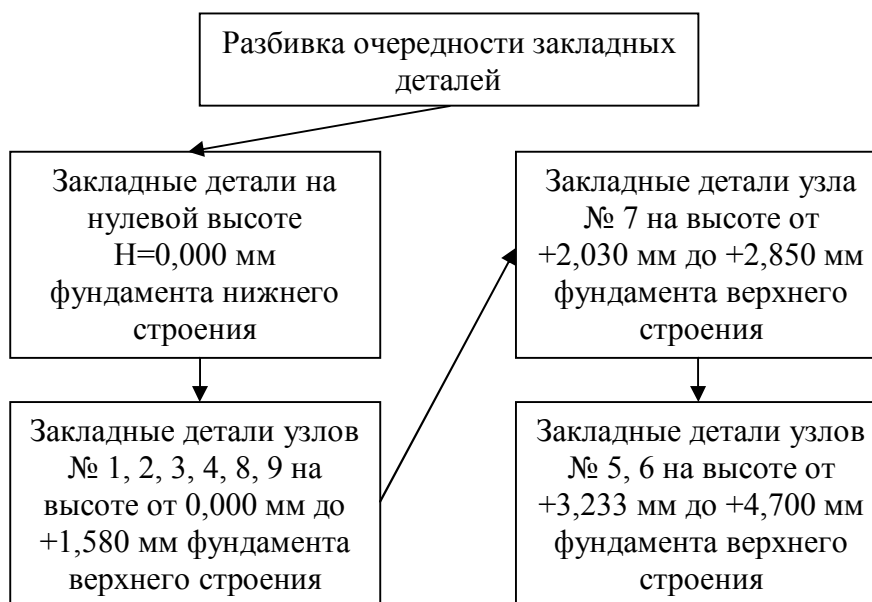 Разбивка очередности закладных
деталей
Закладные детали на
нулевой высоте
Н=0,000 мм
фундамента нижнего
строения
Закладные детали узлов
№ 1, 2, 3, 4, 8, 9 на
высоте от 0,000 мм до
+1,580 мм фундамента
верхнего строения
Закладные детали узла
№ 7 на высоте от
+2,030 мм до +2,850 мм
фундамента верхнего
строения
Закладные детали узлов
№ 5, 6 на высоте от
+3,233 мм до +4,700 мм
фундамента верхнего
строения